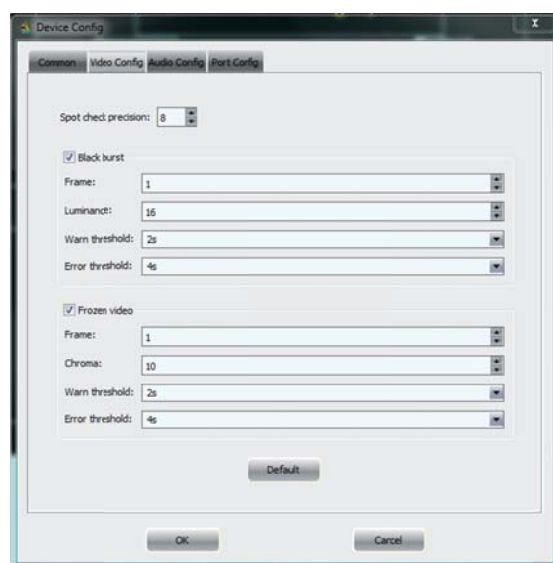 Device Config
X
Common Video Config Audio Config Port Config
Spot check precision: 8
Black burst
Frame: 1
Luminance: 16
Warn threshold: 2s
Error threshold: 4s
Frozen video
Frame: 1
Chroma: 10
Warn threshold: 2s
Error threshold: 4s
Default
OK Cancel